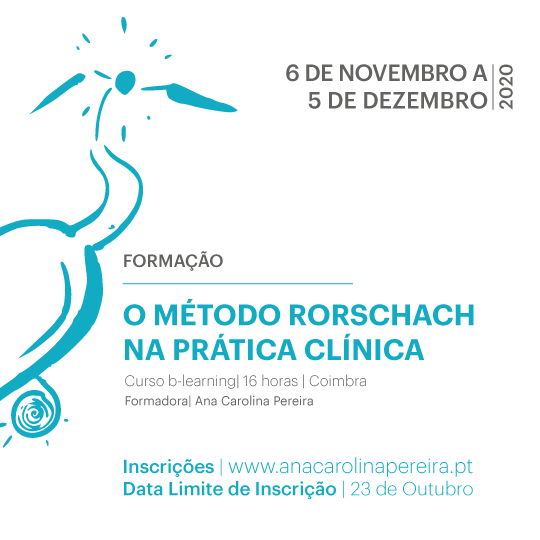 6 DE NOVEMBRO A
5 DE DEZEMBRO
2020
FORMAÇÃO
O MÉTODO RORSCHACH
NA PRÁTICA CLÍNICA
Curso b-learning| 16 horas | Coimbra
Formadora| Ana Carolina Pereira
Inscrições | www.anacarolinapereira.pt
Data Limite de Inscrição | 23 de Outubro